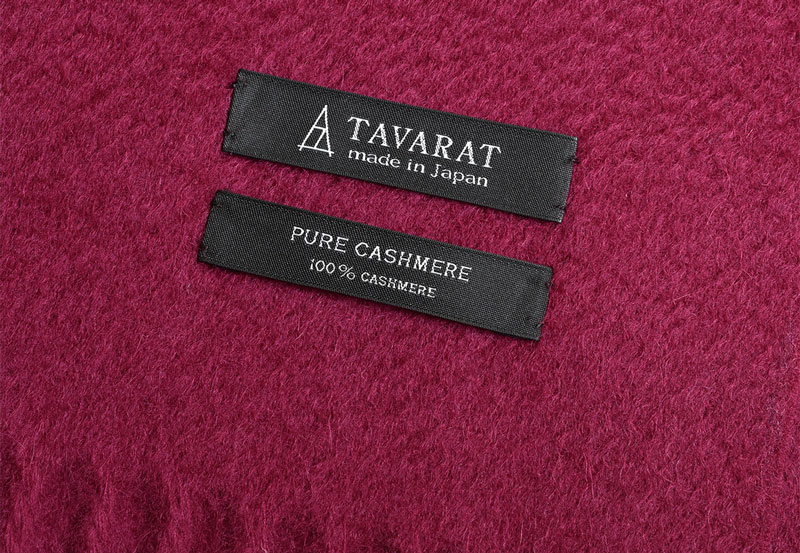 TAVARAT
made in Japan
PURE CASHMERE
100% CASHMERE